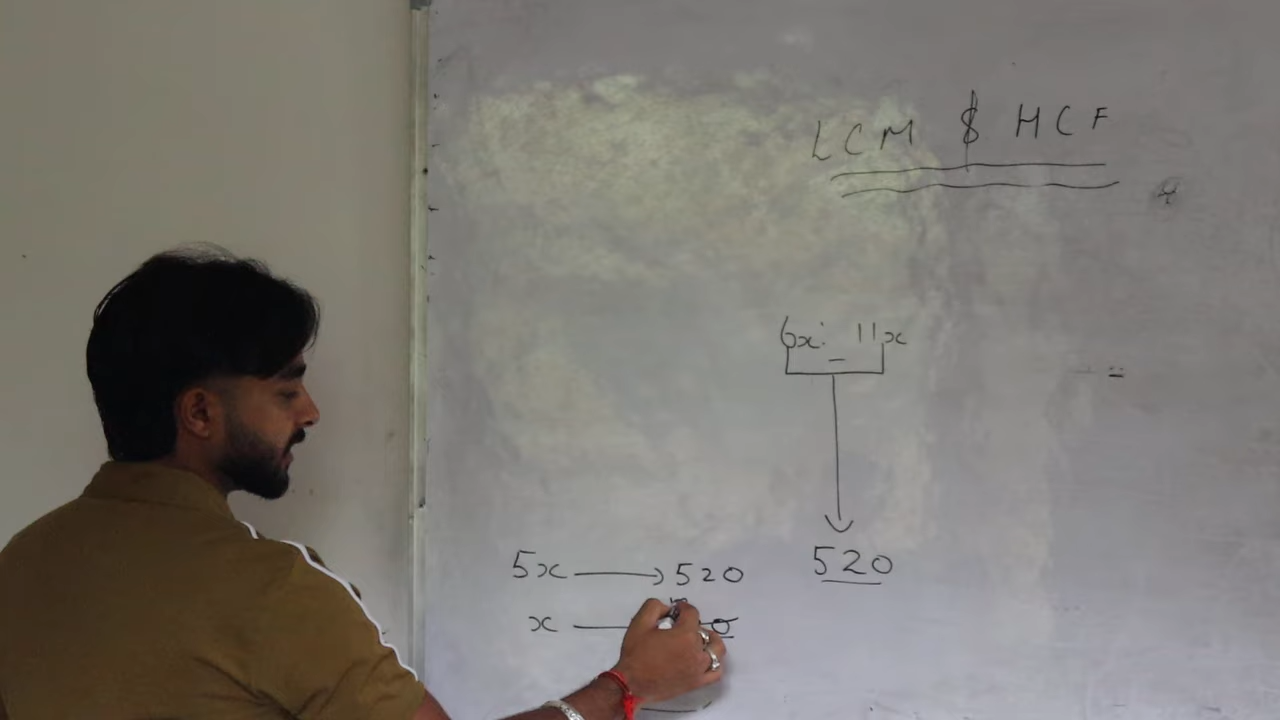 LCM & HCF
6x: 11x
520
5x → 520
x